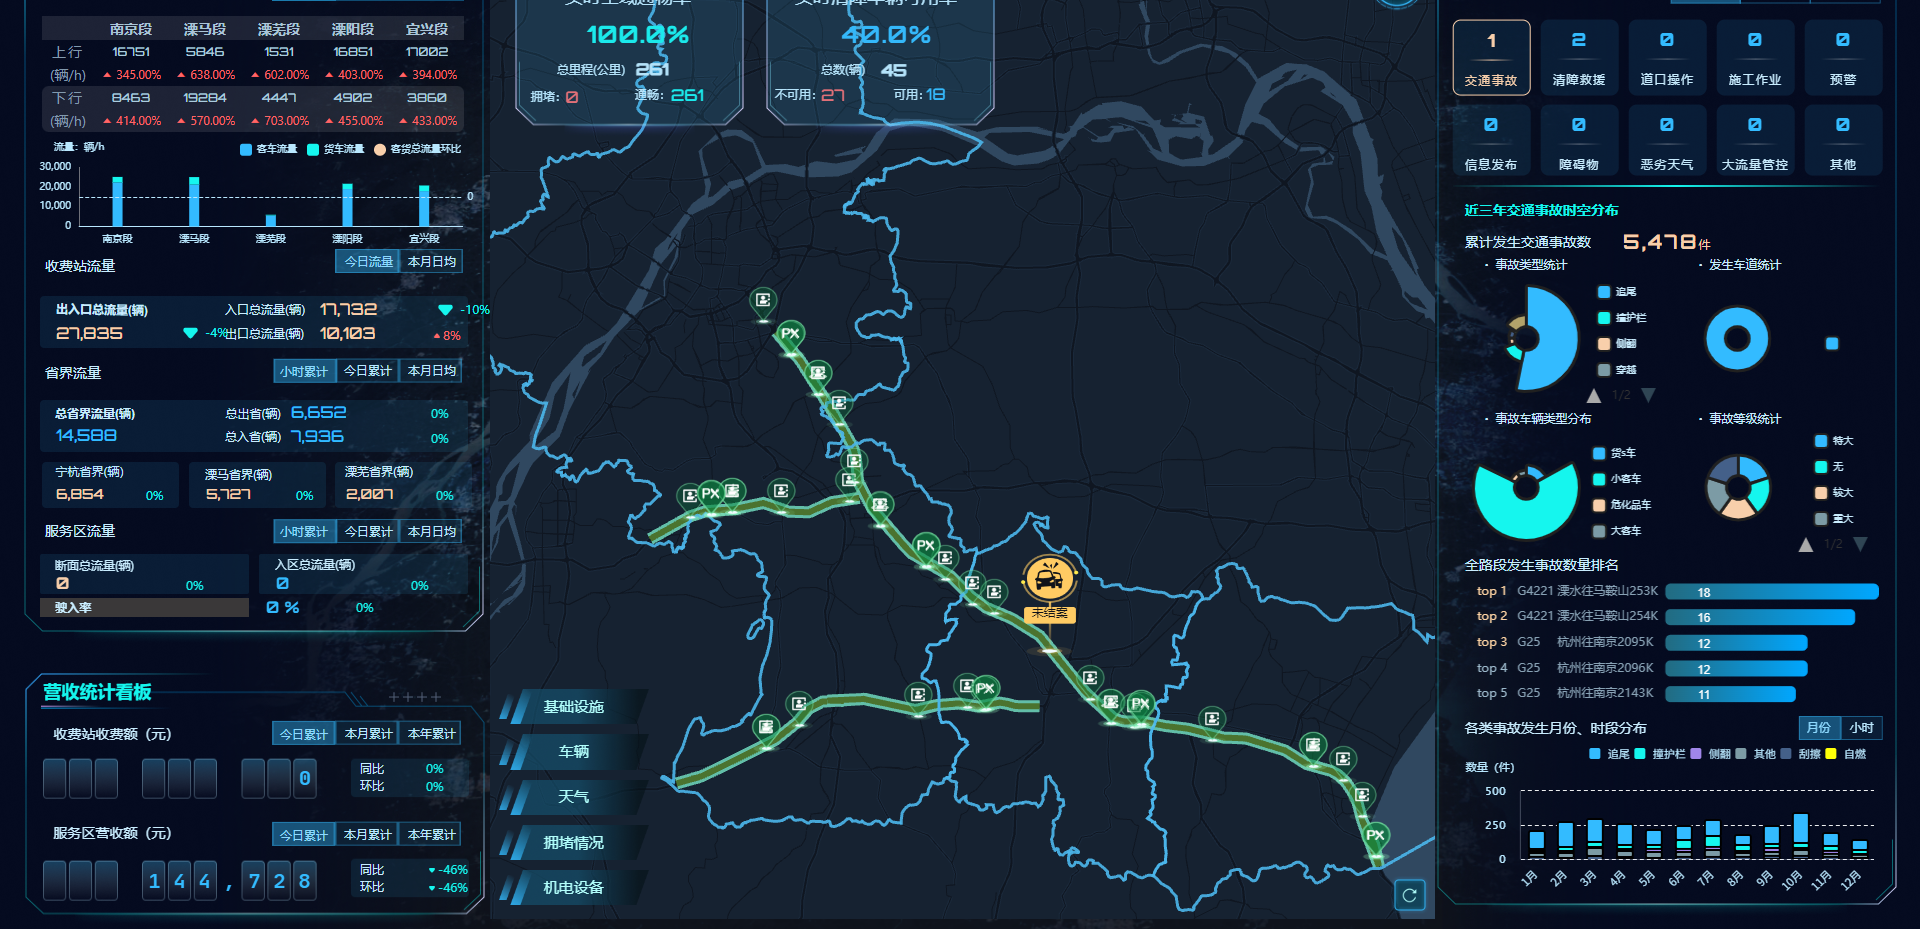 南京段 溧马段 溧芜段 溧阳段 宜兴段
上行 16751 5846 1531 16851 17002
(辆/h) 345.00% 638.00% 602.00% 403.00% 394.00%
下行 8463 19284 4447 4902 3860
(辆/h) 414.00% 570.00% 703.00% 455.00% 433.00%
流量: 辆/h 客车流量 货车流量 客货总流量环比
30,000
20,000
10,000
0
0
南京段 溧马段 溧芜段 溧阳段 宜兴段
收费站流量 今日流量 本月日均
出入口总流量(辆) 入口总流量(辆) 17,732 -10%
27,835 -4% 出口总流量(辆) 10,103 8%
省界流量 小时累计 今日累计 本月日均
总省界流量(辆) 总出省(辆) 6,652 0%
14,588 总入省(辆) 7,936 0%
宁杭省界(辆) 溧马省界(辆) 溧芜省界(辆)
6,854 0% 5,727 0% 2,007 0%
服务区流量 小时累计 今日累计 本月日均
断面总流量(辆) 入区总流量(辆)
0 0% 0 0%
驶入率 0 % 0%
营收统计看板
收费站收费额（元） 今日累计 本月累计 本年累计
0
同比 0%
环比 0%
服务区营收额（元） 今日累计 本月累计 本年累计
144,728
同比 -46%
环比 -46%
100.0%
总里程(公里) 261
拥堵: 0 通畅: 261
40.0%
总数(辆) 45
不可用: 27 可用: 18
PX
PX
PX
未结案
PX
PX
PX
基础设施
车辆
天气
拥堵情况
机电设备
1 2 0 0 0
交通事故 清障救援 道口操作 施工作业 预警
0 0 0 0 0
信息发布 障碍物 恶劣天气 大流量管控 其他
近三年交通事故时空分布
累计发生交通事故数 5,478 件
· 事故类型统计 · 发生车道统计
追尾
撞护栏
侧翻
穿越
1/2
· 事故车辆类型分布 · 事故等级统计
货s车
小客车
危化品车
大客车
特大
无
较大
重大
1/2
全路段发生事故数量排名
top 1 G4221 溧水往马鞍山253K 18
top 2 G4221 溧水往马鞍山254K 16
top 3 G25 杭州往南京2095K 12
top 4 G25 杭州往南京2096K 12
top 5 G25 杭州往南京2143K 11
各类事故发生月份、时段分布 月份 小时
追尾 撞护栏 侧翻 其他 刮擦 自燃
数量（件）
500
250
0
1月 2月 3月 4月 5月 6月 7月 8月 9月 10月 11月 12月